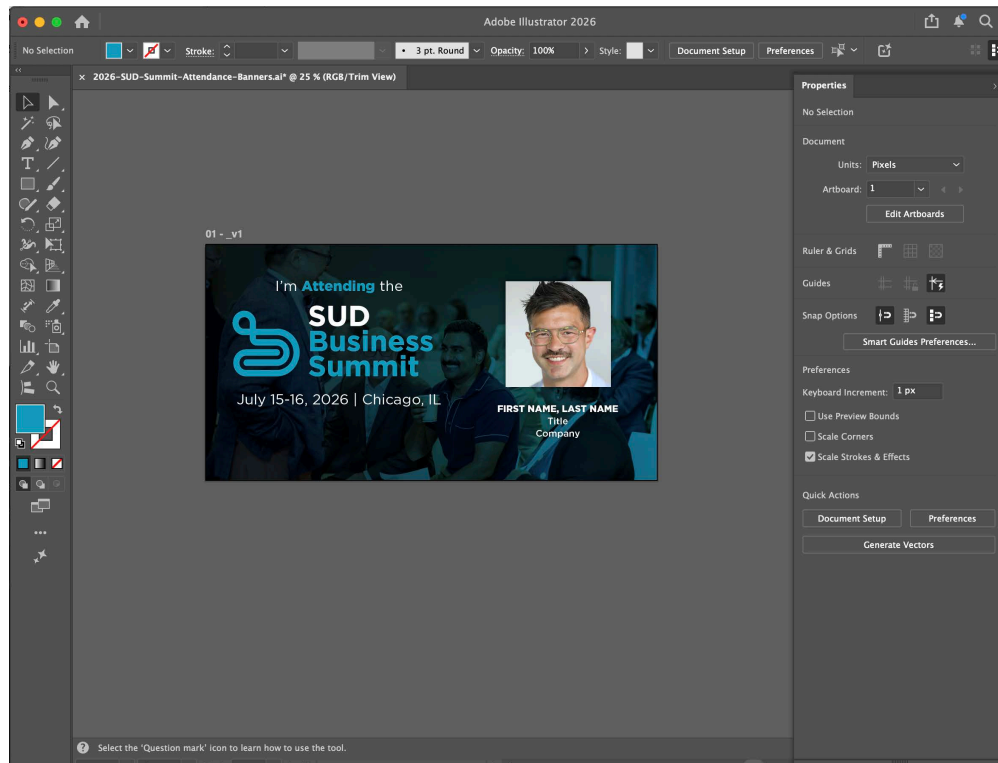 Adobe Illustrator 2026
No Selection
Stroke:
3 pt. Round
Opacity:
100%
Style:
Document Setup
Preferences
× 2026-SUD-Summit-Attendance-Banners.ai* @ 25 % (RGB/Trim View)
01 - _v1
I'm Attending the
SUD
Business
Summit
July 15-16, 2026 | Chicago, IL
FIRST NAME, LAST NAME
Title
Company
Properties
No Selection
Document
Units: Pixels
Artboard: 1
Edit Artboards
Ruler & Grids
Guides
Snap Options
Smart Guides Preferences...
Preferences
Keyboard Increment: 1 px
Use Preview Bounds
Scale Corners
Scale Strokes & Effects
Quick Actions
Document Setup
Preferences
Generate Vectors
Select the 'Question mark' icon to learn how to use the tool.